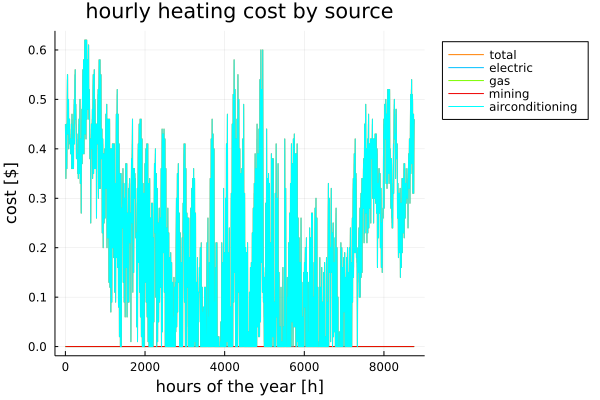 hourly heating cost by source
total
electric
gas
mining
airconditioning
cost [$]
0.6
0.5
0.4
0.3
0.2
0.1
0.0
0 2000 4000 6000 8000
hours of the year [h]